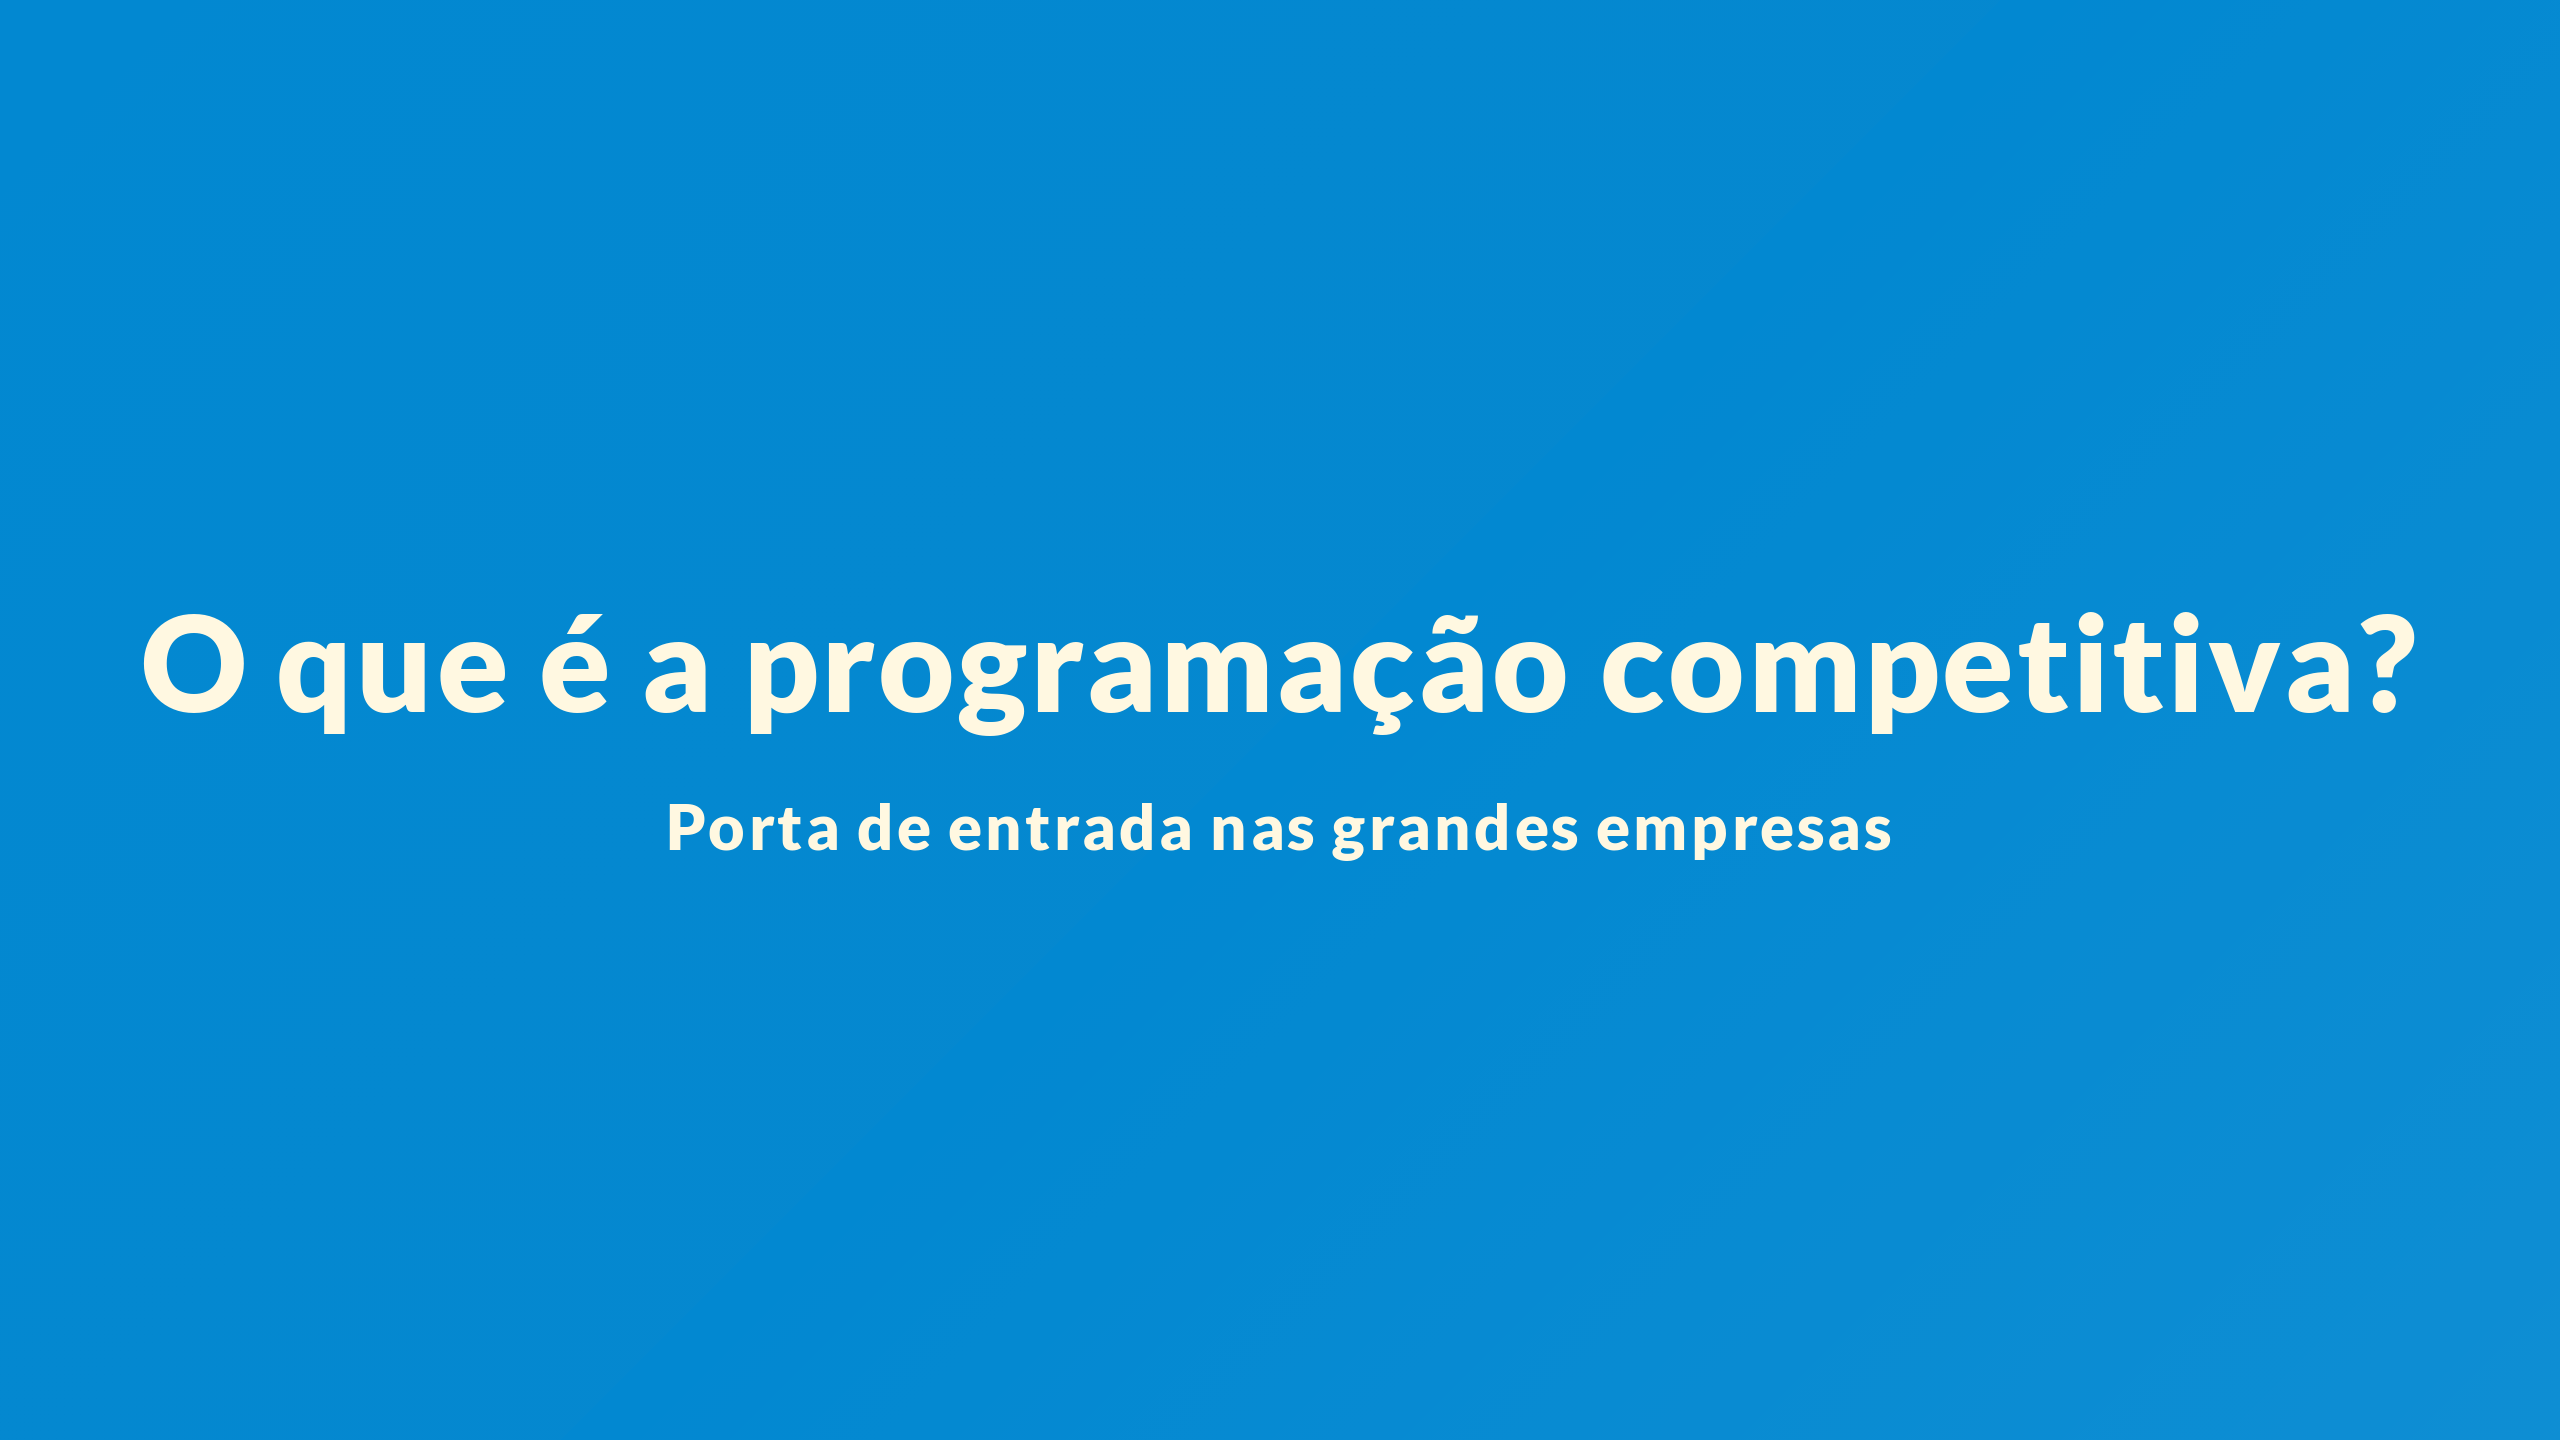 O que é a programação competitiva?
Porta de entrada nas grandes empresas